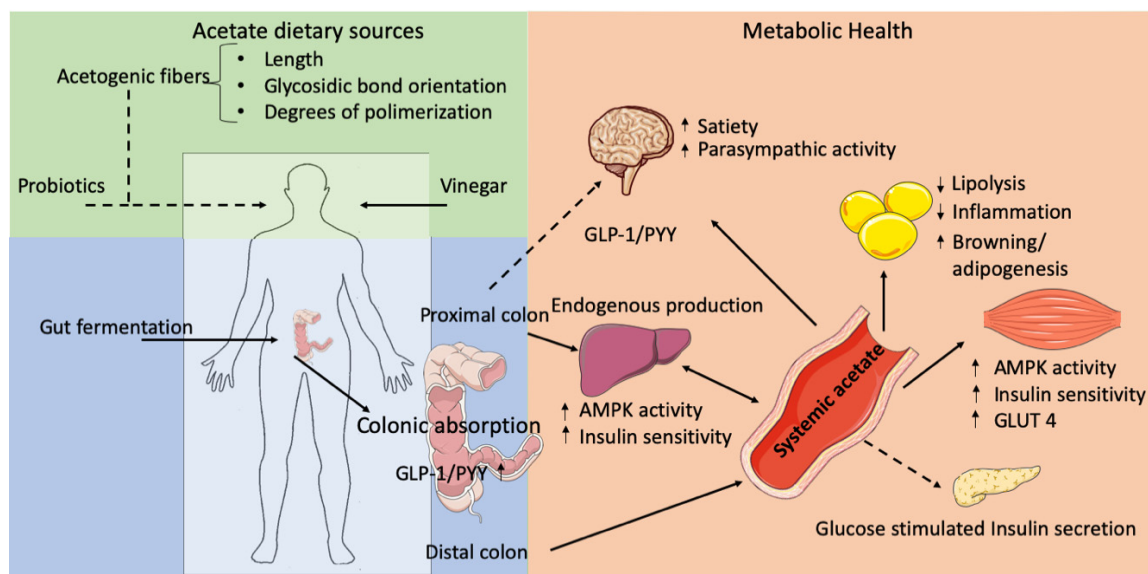 Acetate dietary sources
Acetogenic fibers
• Length
• Glycosidic bond orientation
• Degrees of polimerization
Probiotics
Vinegar
Gut fermentation
Colonic absorption
GLP-1/PYY ↑
Proximal colon
Distal colon
Metabolic Health
↑ Satiety
↑ Parasympathic activity
GLP-1/PYY
Endogenous production
↑ AMPK activity
↑ Insulin sensitivity
Systemic acetate
↓ Lipolysis
↓ Inflammation
↑ Browning/
adipogenesis
↑ AMPK activity
↑ Insulin sensitivity
↑ GLUT 4
Glucose stimulated Insulin secretion